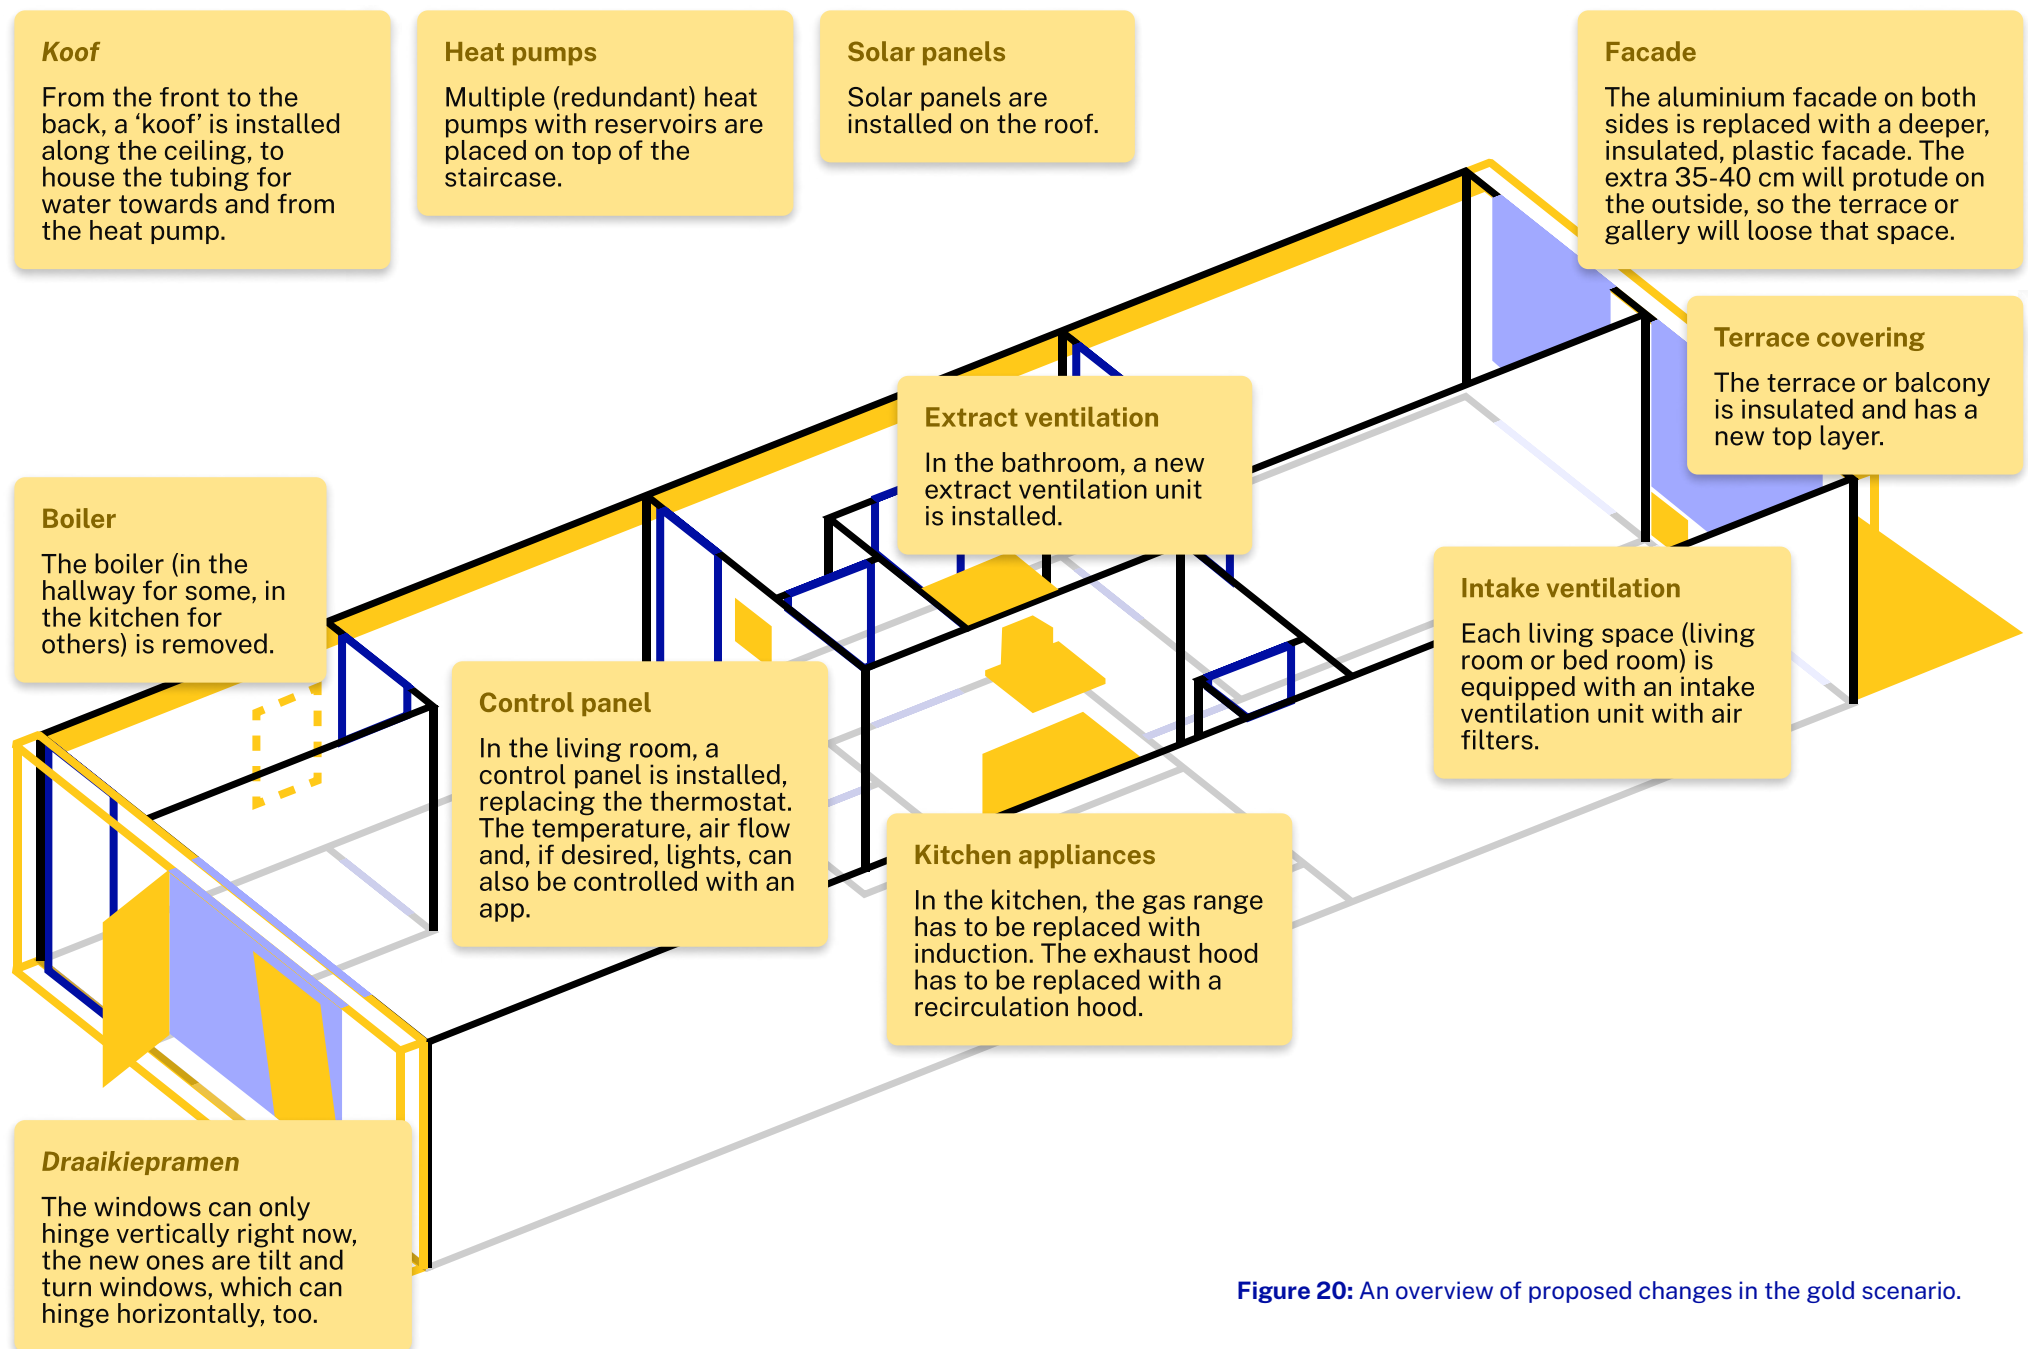 Koof
From the front to the
back, a ‘koof’ is installed
along the ceiling, to
house the tubing for
water towards and from
the heat pump.
Heat pumps
Multiple (redundant) heat
pumps with reservoirs are
placed on top of the
staircase.
Solar panels
Solar panels are
installed on the roof.
Facade
The aluminium facade on both
sides is replaced with a deeper,
insulated, plastic facade. The
extra 35-40 cm will protude on
the outside, so the terrace or
gallery will loose that space.
Terrace covering
The terrace or balcony
is insulated and has a
new top layer.
Extract ventilation
In the bathroom, a new
extract ventilation unit
is installed.
Boiler
The boiler (in the
hallway for some, in
the kitchen for
others) is removed.
Intake ventilation
Each living space (living
room or bed room) is
equipped with an intake
ventilation unit with air
filters.
Control panel
In the living room, a
control panel is installed,
replacing the thermostat.
The temperature, air flow
and, if desired, lights, can
also be controlled with an
app.
Kitchen appliances
In the kitchen, the gas range
has to be replaced with
induction. The exhaust hood
has to be replaced with a
recirculation hood.
Draaikiepramen
The windows can only
hinge vertically right now,
the new ones are tilt and
turn windows, which can
hinge horizontally, too.
Figure 20: An overview of proposed changes in the gold scenario.